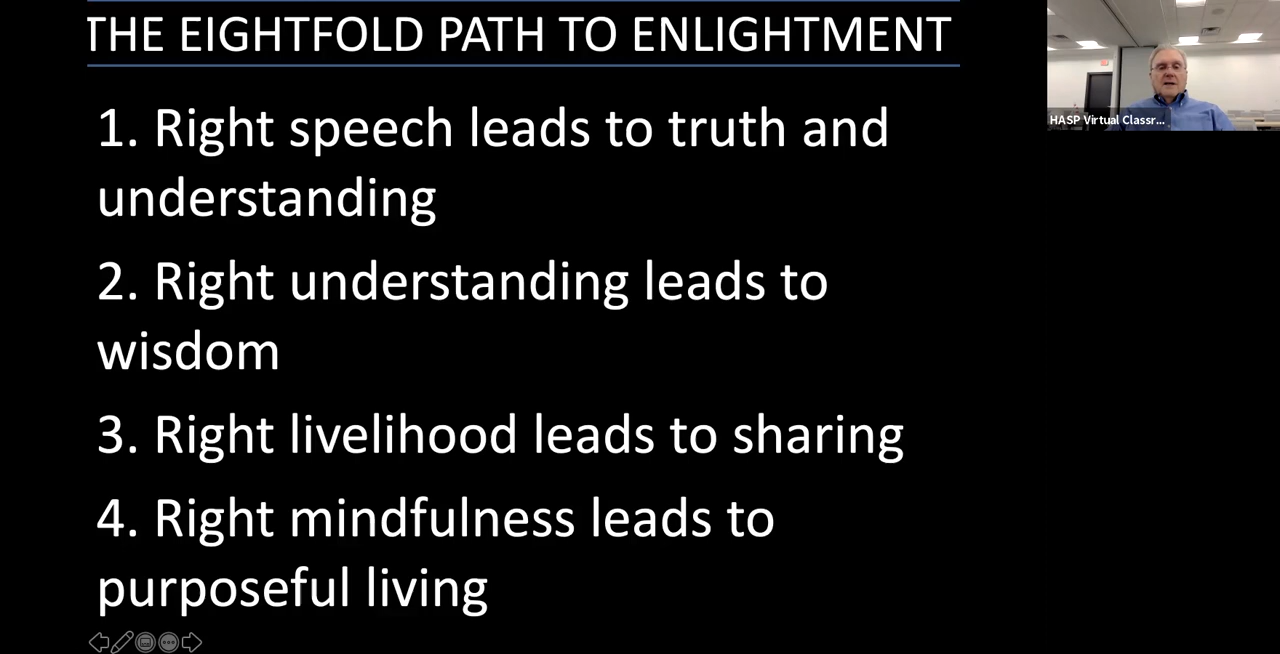 THE EIGHTFOLD PATH TO ENLIGHTMENT
HASP Virtual Classr...
1. Right speech leads to truth and
understanding
2. Right understanding leads to
wisdom
3. Right livelihood leads to sharing
4. Right mindfulness leads to
purposeful living